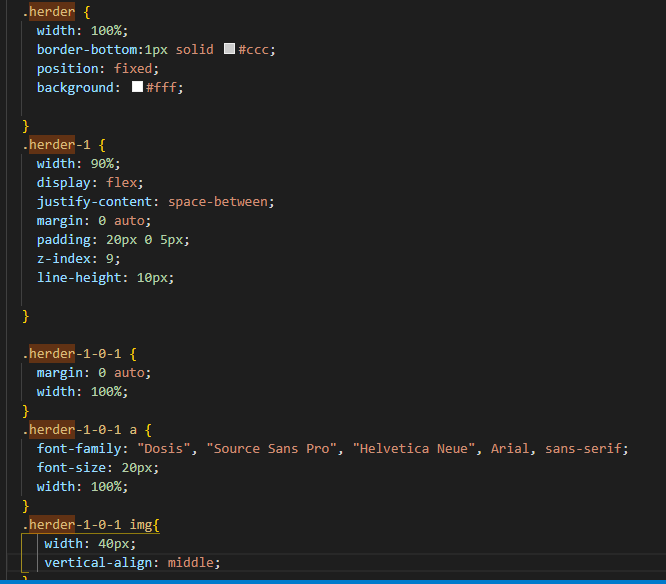 .herder {
width: 100%;
border-bottom:1px solid #ccc;
position: fixed;
background: #fff;
}
.herder-1 {
width: 90%;
display: flex;
justify-content: space-between;
margin: 0 auto;
padding: 20px 0 5px;
z-index: 9;
line-height: 10px;
}
.herder-1-0-1 {
margin: 0 auto;
width: 100%;
}
.herder-1-0-1 a {
font-family: "Dosis", "Source Sans Pro", "Helvetica Neue", Arial, sans-serif;
font-size: 20px;
width: 100%;
}
.herder-1-0-1 img{
width: 40px;
vertical-align: middle;
}